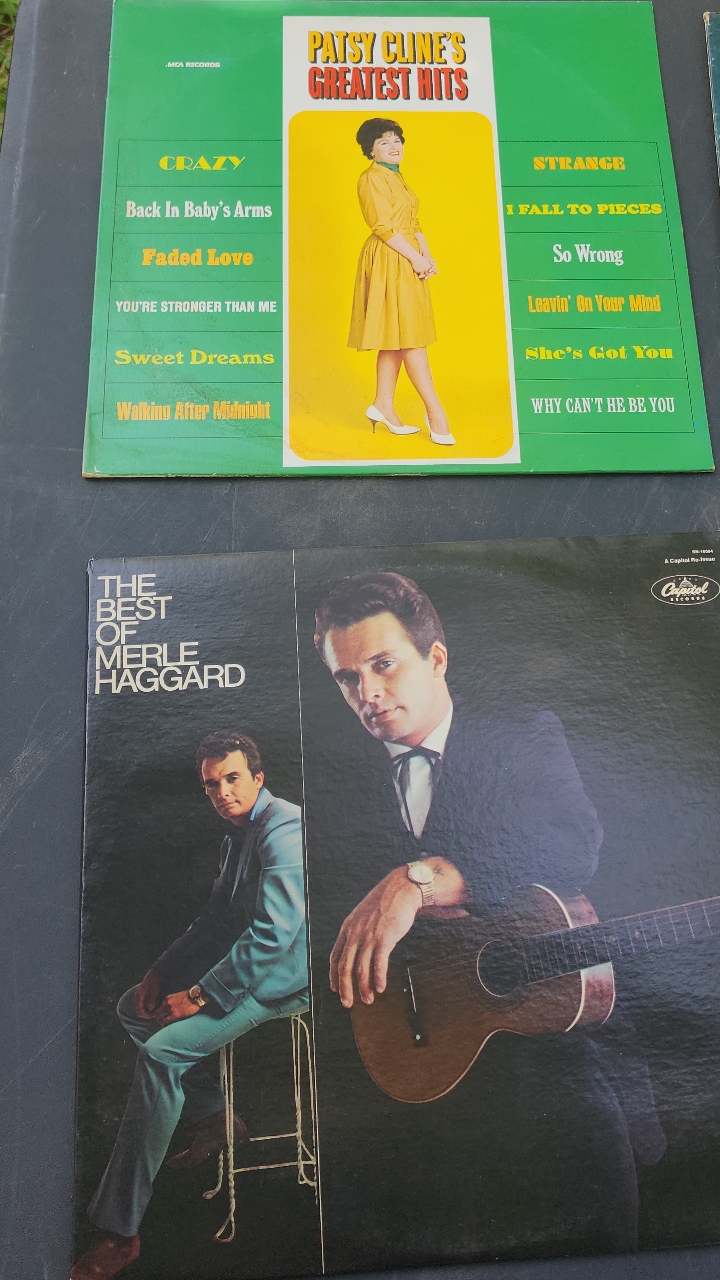 PATSY CLINE'S
GREATEST HITS
.MCA RECORDS
CRAZY
Back In Baby's Arms
Faded Love
YOU'RE STRONGER THAN ME
Sweet Dreams
Walking After Midnight
STRANGE
I FALL TO PIECES
So Wrong
Leavin' On Your Mind
She's Got You
WHY CAN'T HE BE YOU
A Capitol Re-Issue
Capitol
RECORDS
THE
BEST
OF
MERLE
HAGGARD